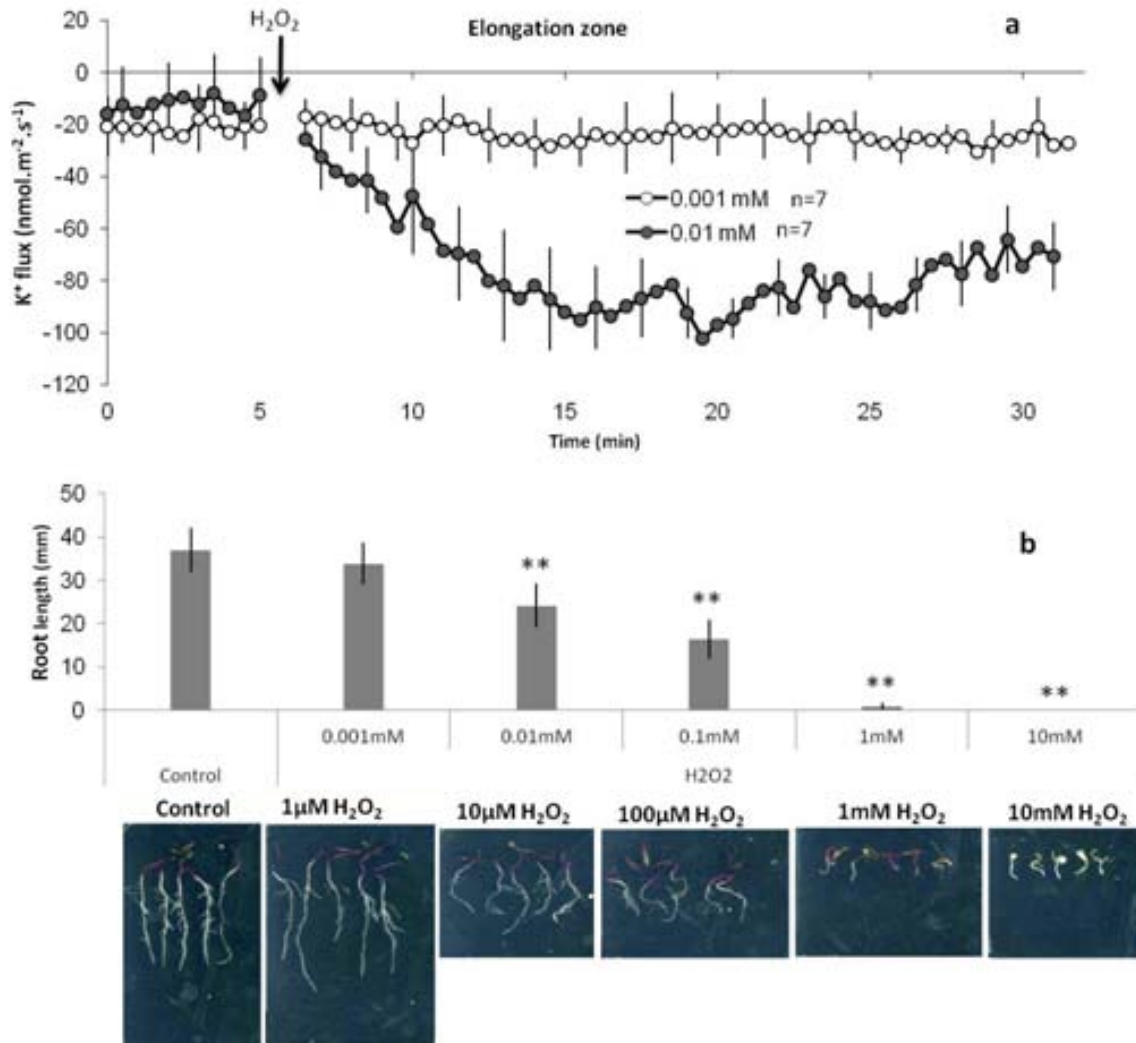 H₂O₂
Elongation zone
a
20
0
-20
-40
-60
-80
-100
-120
K⁺ flux (nmol.m⁻².s⁻¹)
0.001 mM n=7
0.01 mM n=7
0 5 10 15 20 25 30
Time (min)
b
50
40
30
20
10
0
Root length (mm)
** ** ** **
0.001mM 0.01mM 0.1mM 1mM 10mM
Control H2O2
Control 1µM H₂O₂ 10µM H₂O₂ 100µM H₂O₂ 1mM H₂O₂ 10mM H₂O₂